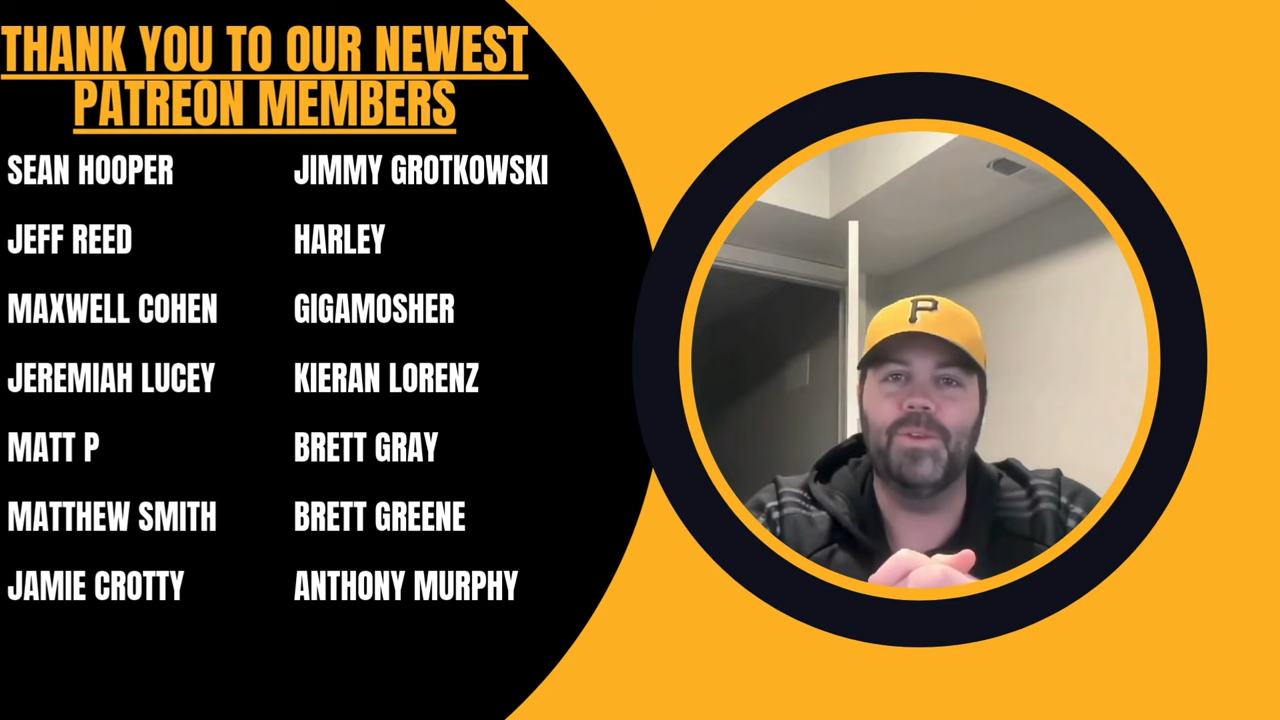 THANK YOU TO OUR NEWEST
PATREON MEMBERS
SEAN HOOPER
JEFF REED
MAXWELL COHEN
JEREMIAH LUCEY
MATT P
MATTHEW SMITH
JAMIE CROTTY
JIMMY GROTKOWSKI
HARLEY
GIGAMOSHER
KIERAN LORENZ
BRETT GRAY
BRETT GREENE
ANTHONY MURPHY
P